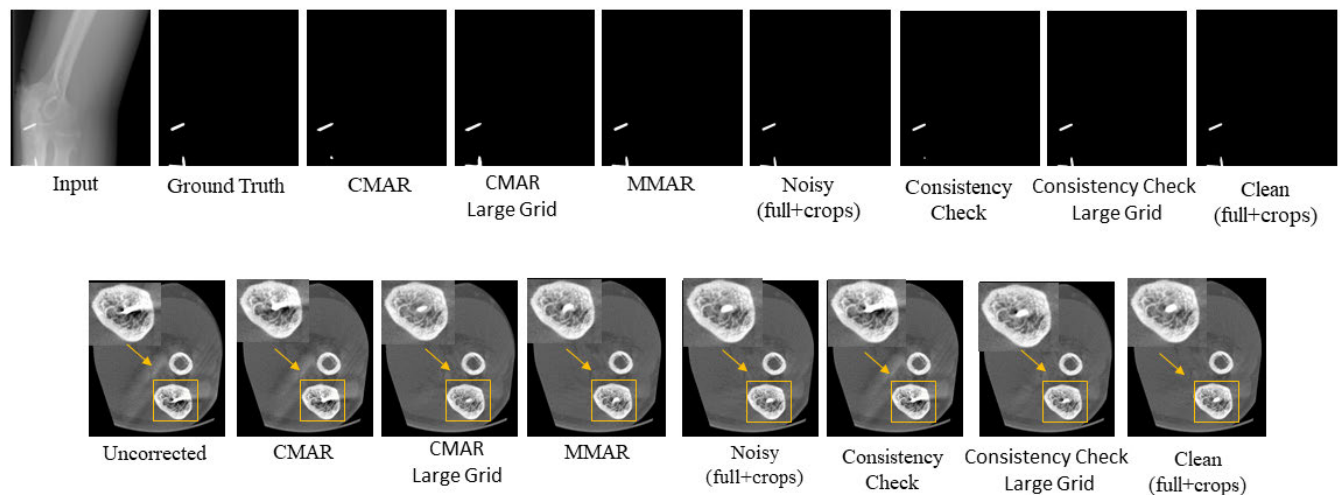 Input
Ground Truth
CMAR
CMAR
Large Grid
MMAR
Noisy
(full+crops)
Consistency
Check
Consistency Check
Large Grid
Clean
(full+crops)
Uncorrected
CMAR
CMAR
Large Grid
MMAR
Noisy
(full+crops)
Consistency
Check
Consistency Check
Large Grid
Clean
(full+crops)